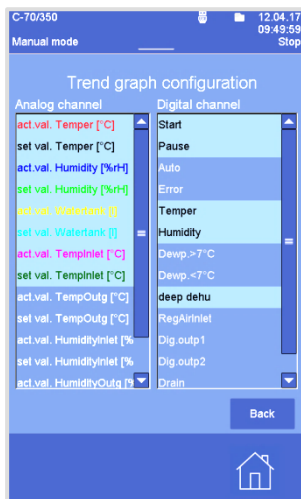 C-70/350
12.04.17
09:49:59
Manual mode
Stop
Trend graph configuration
Analog channel
Digital channel
act.val. Temper [°C]
Start
set val. Temper [°C]
Pause
act.val. Humidity [%rH]
Auto
set val. Humidity [%rH]
Error
act.val. Watertank [l]
Temper
set val. Watertank [l]
Humidity
act.val. TempInlet [°C]
Dewp.>7°C
set val. TempInlet [°C]
Dewp.<7°C
act.val. TempOutg [°C]
deep dehu
set val. TempOutg [°C]
RegAirInlet
act.val. HumidityInlet [%
Dig.outp1
set val. HumidityInlet [%
Dig.outp2
act.val. HumidityOutg [%
Drain
Back